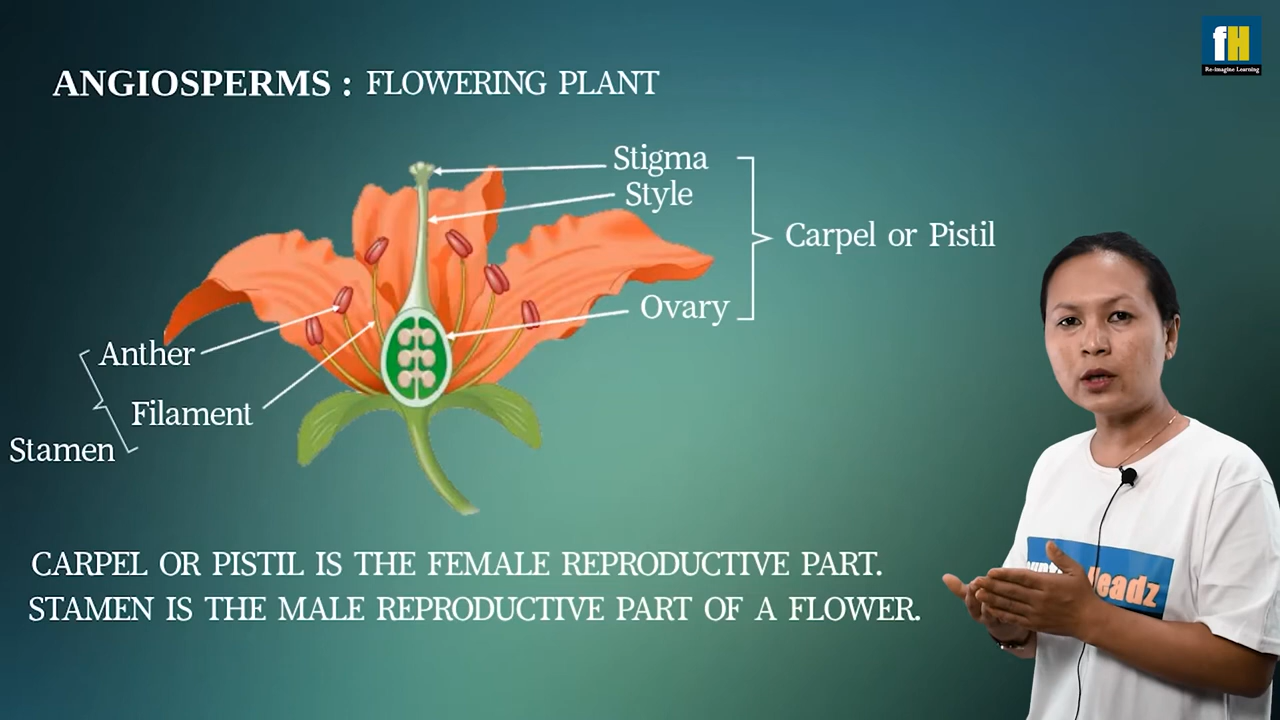 fH
Re-imagine Learning
ANGIOSPERMS : FLOWERING PLANT
Stigma
Style
Carpel or Pistil
Ovary
Anther
Filament
Stamen
CARPEL OR PISTIL IS THE FEMALE REPRODUCTIVE PART.
STAMEN IS THE MALE REPRODUCTIVE PART OF A FLOWER.